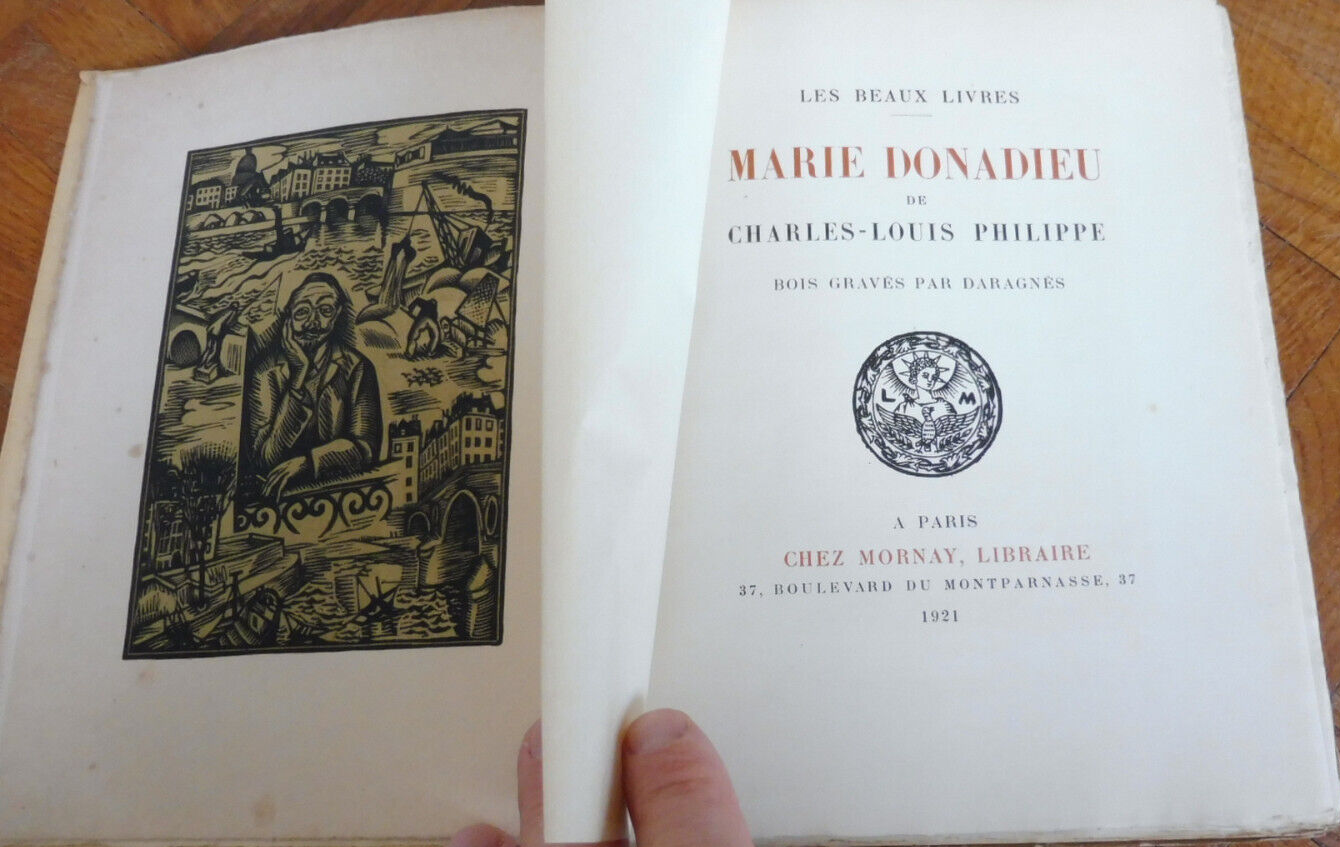 LES BEAUX LIVRES
MARIE DONADIEU
DE
CHARLES-LOUIS PHILIPPE
BOIS GRAVÉS PAR DARAGNÈS
L M
A PARIS
CHEZ MORNAY, LIBRAIRE
37, BOULEVARD DU MONTPARNASSE, 37
1921